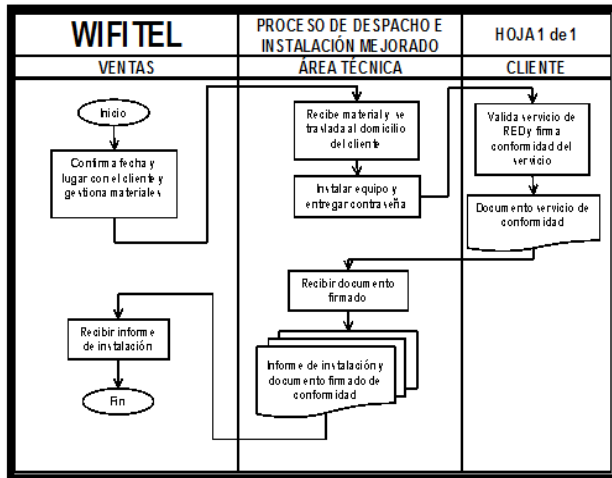 WIFITEL
PROCESO DE DESPACHO E
INSTALACIÓN MEJORADO
HOJA 1 de 1
VENTAS
ÁREA TÉCNICA
CLIENTE
Inicio
Confirma fecha y
lugar con el cliente y
gestiona materiales
Recibe material y se
traslada al domicilio
del cliente
Instalar equipo y
entregar contraseña
Valida servicio de
RED y firma
conformidad del
servicio
Documento servicio de
conformidad
Recibir documento
firmado
Informe de instalación y
documento firmado de
conformidad
Recibir informe
de instalación
Fin